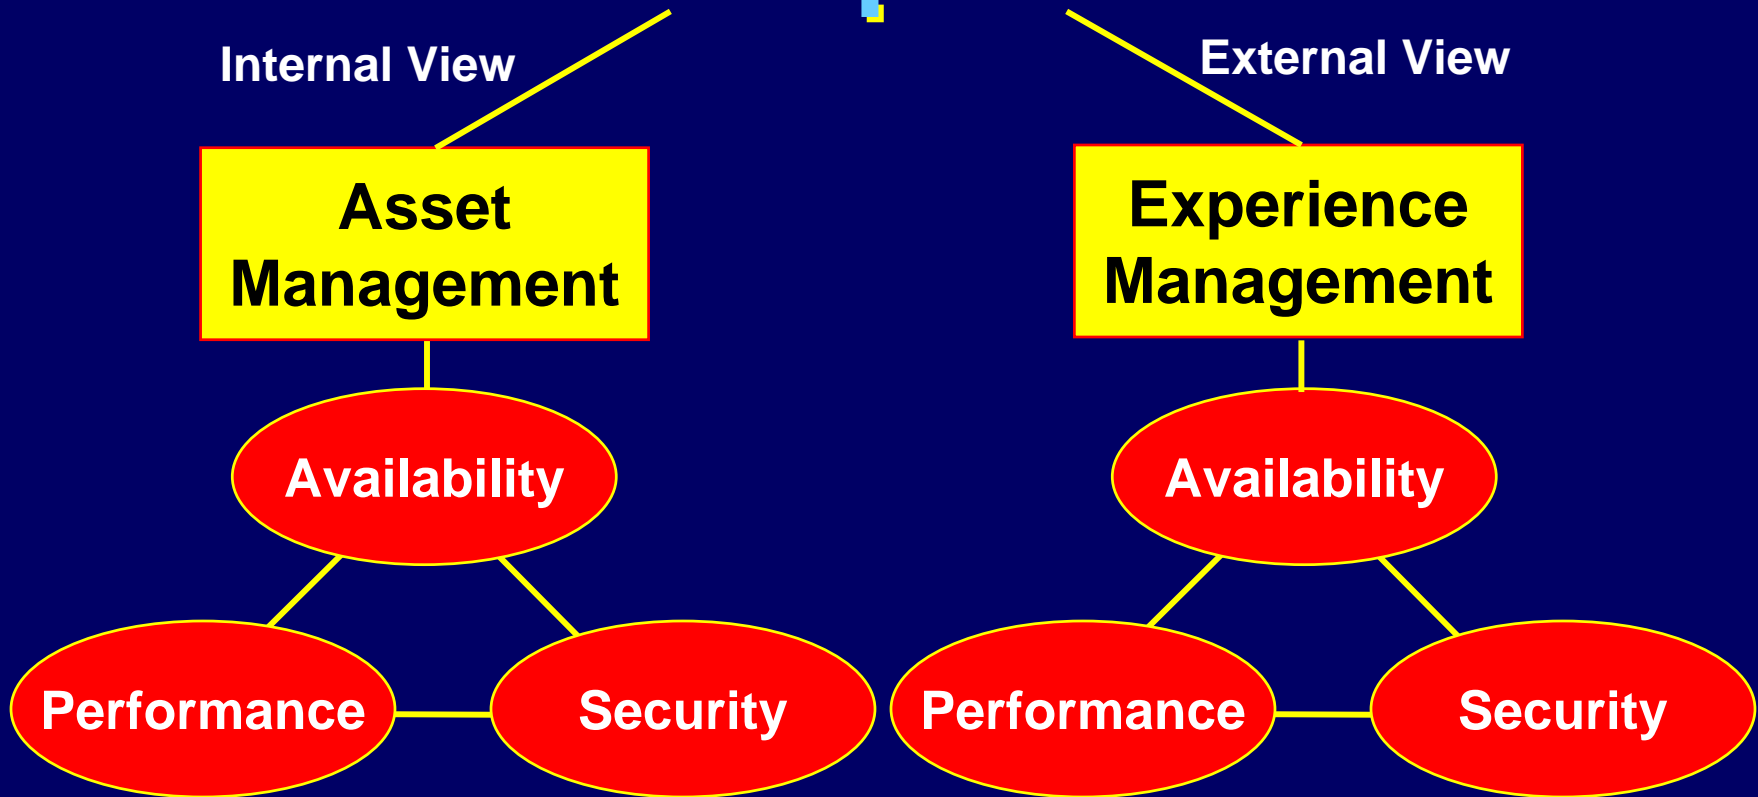 Internal View
External View
Asset
Management
Experience
Management
Availability
Availability
Performance
Security
Performance
Security